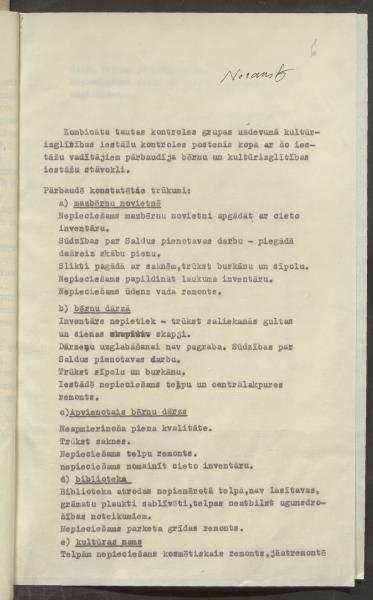 6
Noraksts
Kombināta tautas kontroles grupas uzdevumā kultūr-
izglītības iestāžu kontroles postenis kopā ar šo ies-
tāžu vadītājiem pārbaudīja bērnu un kultūrizglītības
iestāžu stāvokli.
Pārbaudē konstatētie trūkumi:
a) mazbērnu novietnē
Nepieciešams mazbērnu novietni apgādāt ar cieto
inventāru.
Sūdzības par Saldus pienotavas darbu - piegādā
dažreiz skābu pienu.
Slikti pagādā ar saknēm,trūkst burkānu un sīpolu.
Nepieciešams papildināt laukuma inventāru.
Nepieciešams ūdens vada remonts.
b) bērnu dārzā
Inventārs nepietiek - trūkst saliekamās gultas
un sienas skapji.
Dārzeņu uzglabāšanai nav pagraba. Sūdzības par
Saldus pienotavas darbu.
Trūkst sīpolu un burkānu.
Iestādē nepieciešams telpu un centrālakpures
remonts.
c)Apvienotais bērnu dārzs
Neapmierinoša piena kvalitāte.
Trūkst saknes.
Nepieciešams telpu remonts.
nepieciešams nomainīt cieto inventāru.
d) biblioteka
Biblioteka atrodas nepiemērotā telpā,nav lasītavas,
grāmatu plaukti sablīvēti,telpas neatbilst ugunsdro-
šības noteikumiem.
Nepieciešams parketa grīdas remonts.
e) kultūras nams
Telpām nepieciešams kosmētiskais remonts,jāatremontē